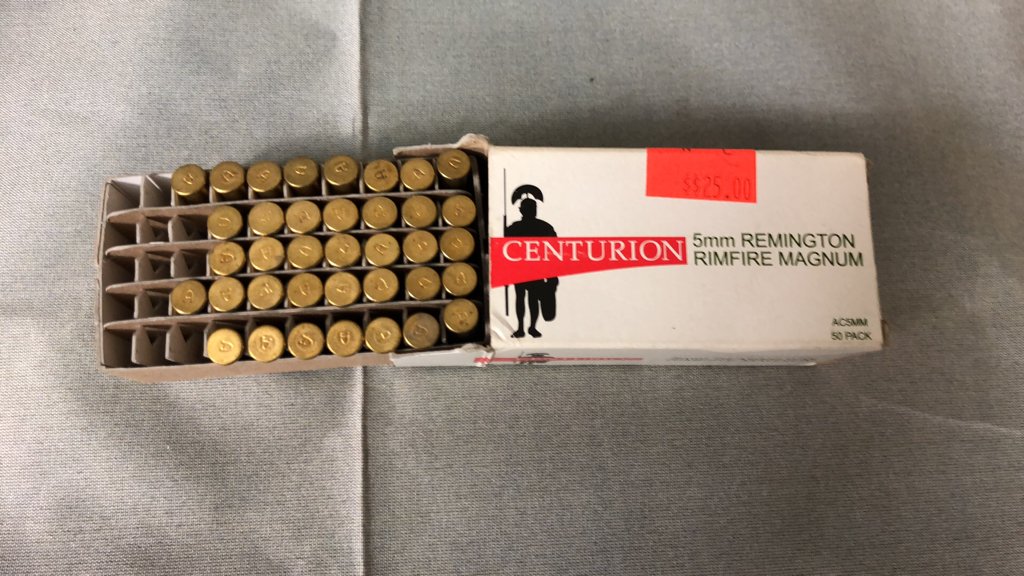 $$25.00
CENTURION
5mm REMINGTON
RIMFIRE MAGNUM
AC5MM
50 PACK